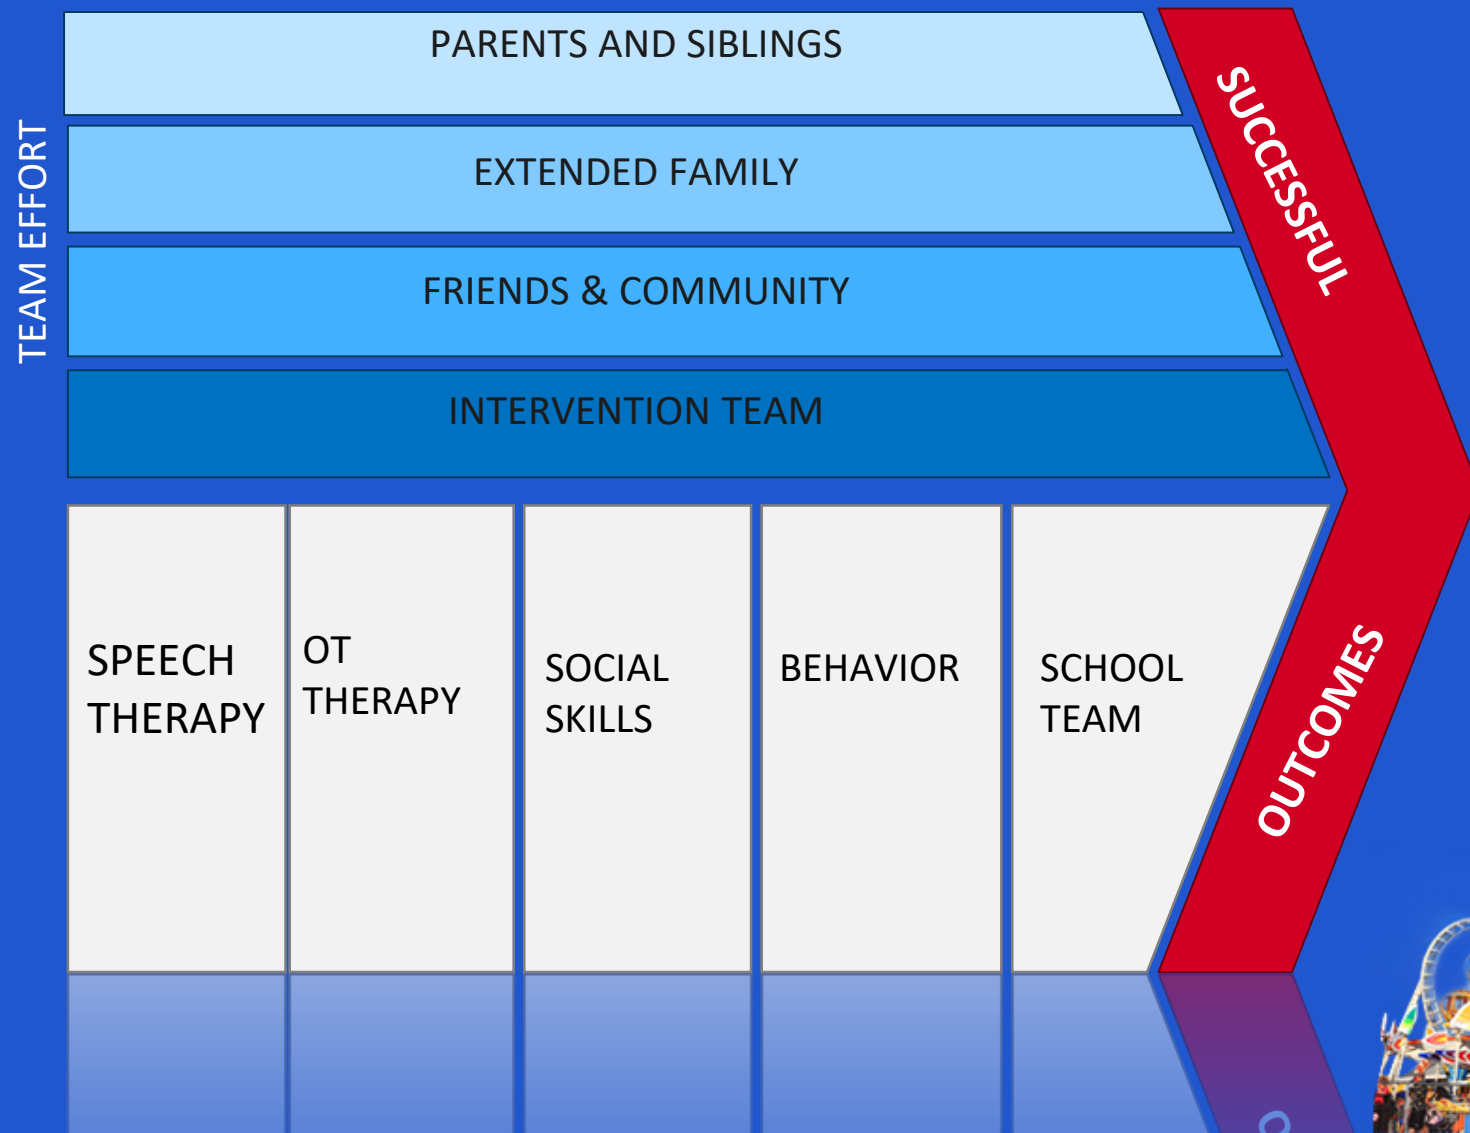 PARENTS AND SIBLINGS
EXTENDED FAMILY
FRIENDS & COMMUNITY
INTERVENTION TEAM
TEAM EFFORT
SPEECH
THERAPY
OT
THERAPY
SOCIAL
SKILLS
BEHAVIOR
SCHOOL
TEAM
SUCCESSFUL
OUTCOMES